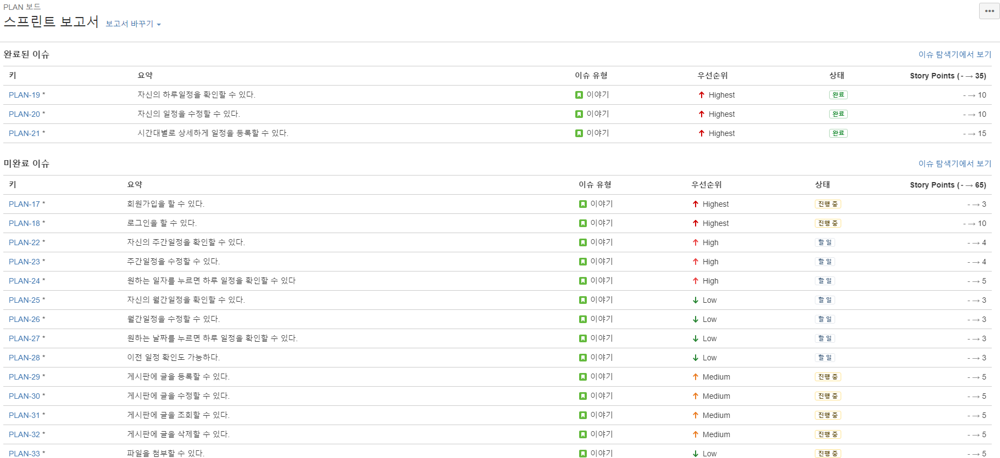 PLAN 보드
스프린트 보고서 보고서 바꾸기
완료된 이슈 이슈 탐색기에서 보기
키 요약 이슈 유형 우선순위 상태 Story Points (- → 35)
PLAN-19 * 자신의 하루일정을 확인할 수 있다. 이야기 Highest 완료 - → 10
PLAN-20 * 자신의 일정을 수정할 수 있다. 이야기 Highest 완료 - → 10
PLAN-21 * 시간대별로 상세하게 일정을 등록할 수 있다. 이야기 Highest 완료 - → 15
미완료 이슈 이슈 탐색기에서 보기
키 요약 이슈 유형 우선순위 상태 Story Points (- → 65)
PLAN-17 * 회원가입을 할 수 있다. 이야기 Highest 진행 중 - → 3
PLAN-18 * 로그인을 할 수 있다. 이야기 Highest 진행 중 - → 10
PLAN-22 * 자신의 주간일정을 확인할 수 있다. 이야기 High 할 일 - → 4
PLAN-23 * 주간일정을 수정할 수 있다. 이야기 High 할 일 - → 4
PLAN-24 * 원하는 일자를 누르면 하루 일정을 확인할 수 있다 이야기 High 할 일 - → 5
PLAN-25 * 자신의 월간일정을 확인할 수 있다. 이야기 Low 할 일 - → 3
PLAN-26 * 월간일정을 수정할 수 있다. 이야기 Low 할 일 - → 3
PLAN-27 * 원하는 날짜를 누르면 하루 일정을 확인할 수 있다. 이야기 Low 할 일 - → 3
PLAN-28 * 이전 일정 확인도 가능하다. 이야기 Low 할 일 - → 3
PLAN-29 * 게시판에 글을 등록할 수 있다. 이야기 Medium 진행 중 - → 5
PLAN-30 * 게시판에 글을 수정할 수 있다. 이야기 Medium 진행 중 - → 5
PLAN-31 * 게시판에 글을 조회할 수 있다. 이야기 Medium 진행 중 - → 5
PLAN-32 * 게시판에 글을 삭제할 수 있다. 이야기 Medium 진행 중 - → 5
PLAN-33 * 파일을 첨부할 수 있다. 이야기 Low 진행 중 - → 5